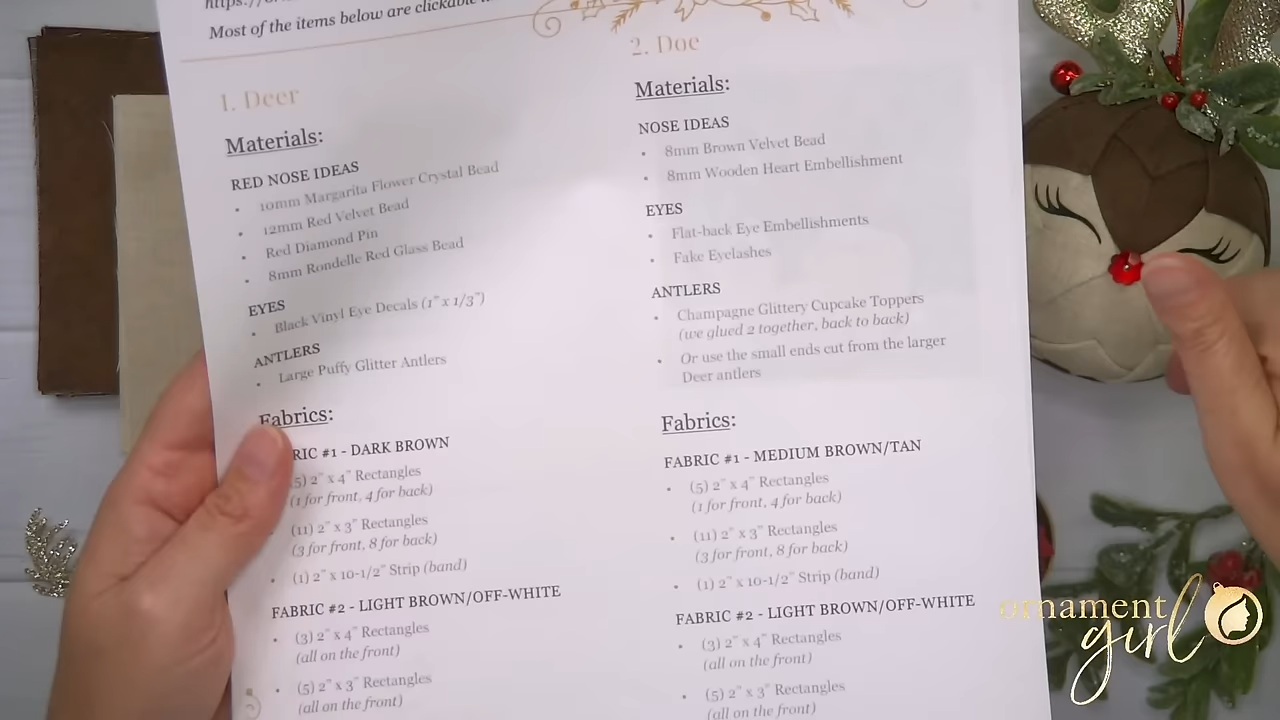 Most of the items below are clickable
1. Deer
Materials:
RED NOSE IDEAS
• 10mm Margarita Flower Crystal Bead
• 12mm Red Velvet Bead
• Red Diamond Pin
• 8mm Rondelle Red Glass Bead
EYES
• Black Vinyl Eye Decals (1" x 1/3")
ANTLERS
• Large Puffy Glitter Antlers
Fabrics:
RIC #1 - DARK BROWN
5) 2" x 4" Rectangles
(1 for front, 4 for back)
(11) 2" x 3" Rectangles
(3 for front, 8 for back)
• (1) 2" x 10-1/2" Strip (band)
FABRIC #2 - LIGHT BROWN/OFF-WHITE
• (3) 2" x 4" Rectangles
(all on the front)
• (5) 2" x 3" Rectangles
(all on the front)
2. Doe
Materials:
NOSE IDEAS
• 8mm Brown Velvet Bead
• 8mm Wooden Heart Embellishment
EYES
• Flat-back Eye Embellishments
• Fake Eyelashes
ANTLERS
• Champagne Glittery Cupcake Toppers
(we glued 2 together, back to back)
• Or use the small ends cut from the larger
Deer antlers
Fabrics:
FABRIC #1 - MEDIUM BROWN/TAN
• (5) 2" x 4" Rectangles
(1 for front, 4 for back)
• (11) 2" x 3" Rectangles
(3 for front, 8 for back)
• (1) 2" x 10-1/2" Strip (band)
FABRIC #2 - LIGHT BROWN/OFF-WHITE
• (3) 2" x 4" Rectangles
(all on the front)
• (5) 2" x 3" Rectangles
(all on the front)
ornament
girl